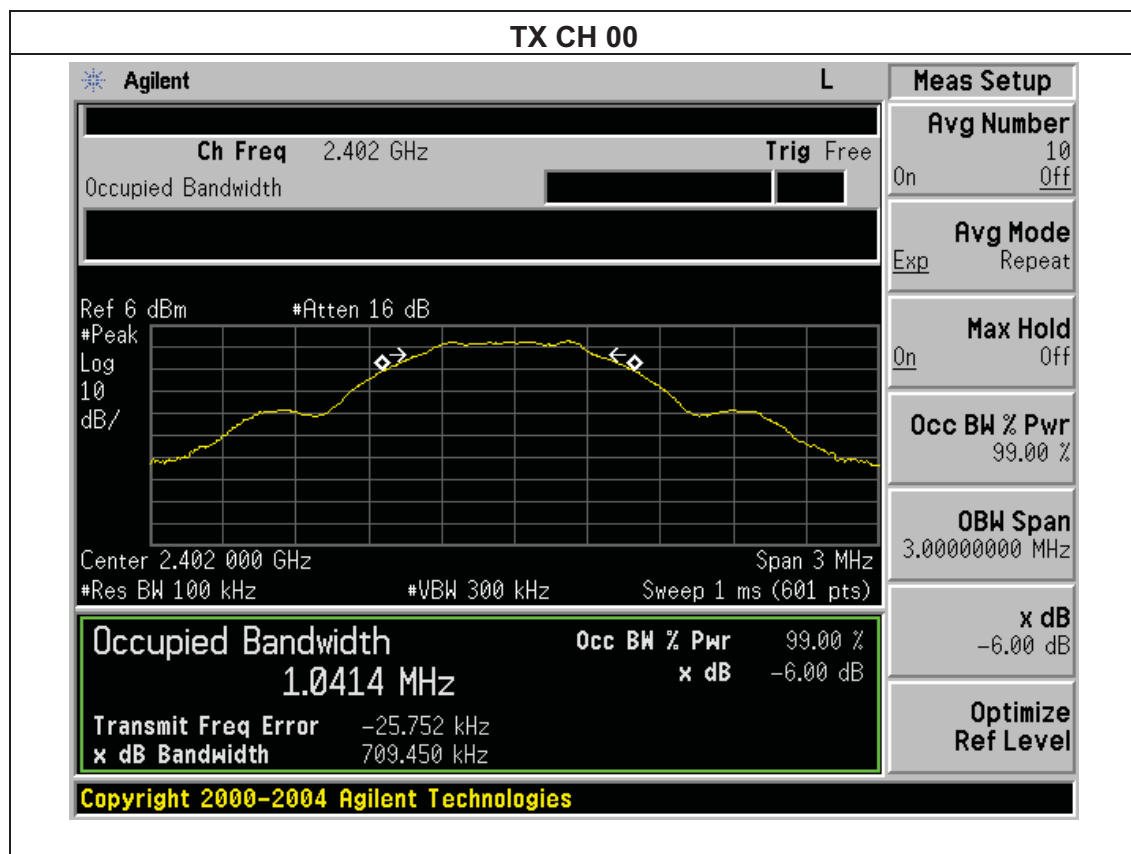 TX CH 00
Agilent L Meas Setup
Ch Freq 2.402 GHz Trig Free
Occupied Bandwidth
Avg Number
10
On Off
Avg Mode
Exp Repeat
Max Hold
On Off
Occ BW % Pwr
99.00 %
OBW Span
3.00000000 MHz
x dB
-6.00 dB
Optimize
Ref Level
Ref 6 dBm #Atten 16 dB
#Peak
Log
10
dB/
Center 2.402 000 GHz Span 3 MHz
#Res BW 100 kHz #VBW 300 kHz Sweep 1 ms (601 pts)
Occupied Bandwidth Occ BW % Pwr 99.00 %
1.0414 MHz x dB -6.00 dB
Transmit Freq Error -25.752 kHz
x dB Bandwidth 709.450 kHz
Copyright 2000-2004 Agilent Technologies